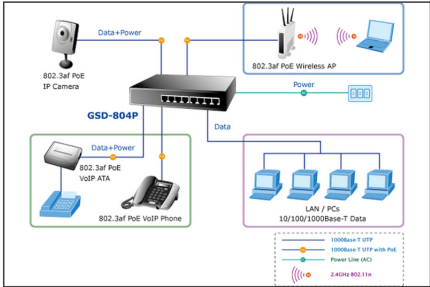 Data+Power
802.3af PoE
IP Camera
802.3af PoE Wireless AP
Power
GSD-804P
Data
Data+Power
802.3af PoE
VoIP ATA
802.3af PoE VoIP Phone
LAN / PCs
10/100/1000Base-T Data
1000Base-T UTP
1000Base-T UTP with PoE
Power Line (AC)
2.4GHz 802.11n